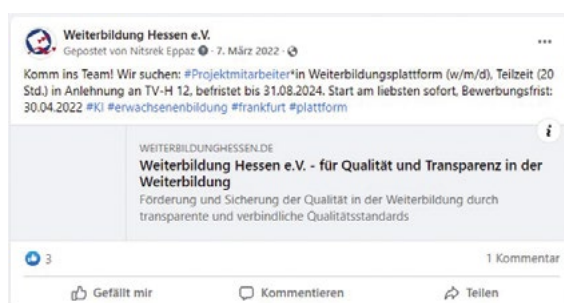 Weiterbildung Hessen e.V.
Gepostet von Nitsrek Eppaz · 7. März 2022 ·
Komm ins Team! Wir suchen: #Projektmitarbeiter*in Weiterbildungsplattform (w/m/d), Teilzeit (20
Std.) in Anlehnung an TV-H 12, befristet bis 31.08.2024. Start am liebsten sofort, Bewerbungsfrist:
30.04.2022 #KI #erwachsenenbildung #frankfurt #plattform
WEITERBILDUNGHESSEN.DE
Weiterbildung Hessen e.V. - für Qualität und Transparenz in der
Weiterbildung
Förderung und Sicherung der Qualität in der Weiterbildung durch
transparente und verbindliche Qualitätsstandards
3
1 Kommentar
Gefällt mir
Kommentieren
Teilen